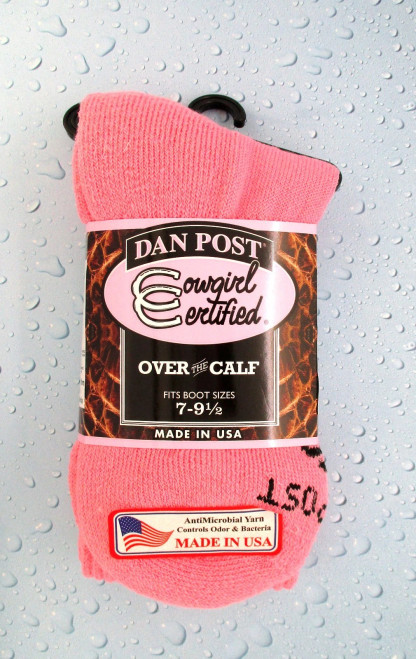 DAN POST®
Cowgirl
Certified®
OVER THE CALF
FITS BOOT SIZES
7-9½
MADE IN USA
POST
AntiMicrobial Yarn
Controls Odor & Bacteria
MADE IN USA